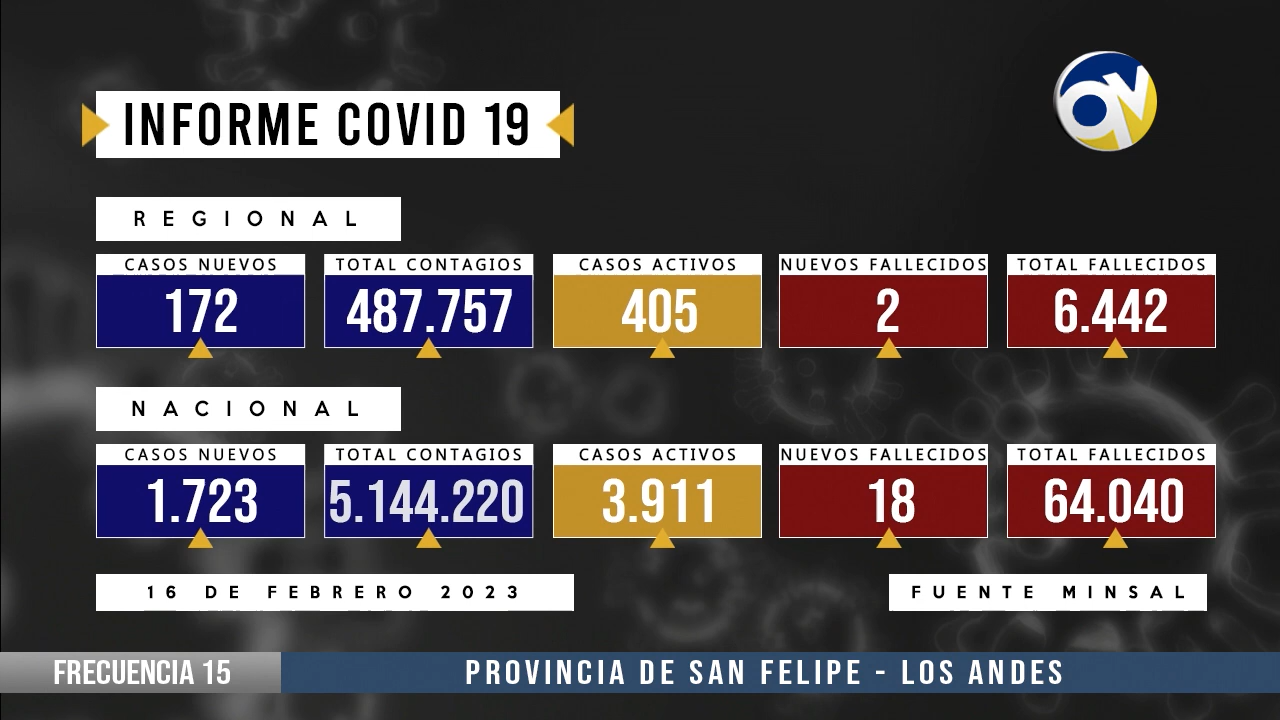 INFORME COVID 19
REGIONAL
CASOS NUEVOS TOTAL CONTAGIOS CASOS ACTIVOS NUEVOS FALLECIDOS TOTAL FALLECIDOS
172 487.757 405 2 6.442
NACIONAL
CASOS NUEVOS TOTAL CONTAGIOS CASOS ACTIVOS NUEVOS FALLECIDOS TOTAL FALLECIDOS
1.723 5.144.220 3.911 18 64.040
16 DE FEBRERO 2023 FUENTE MINSAL
FRECUENCIA 15 PROVINCIA DE SAN FELIPE - LOS ANDES